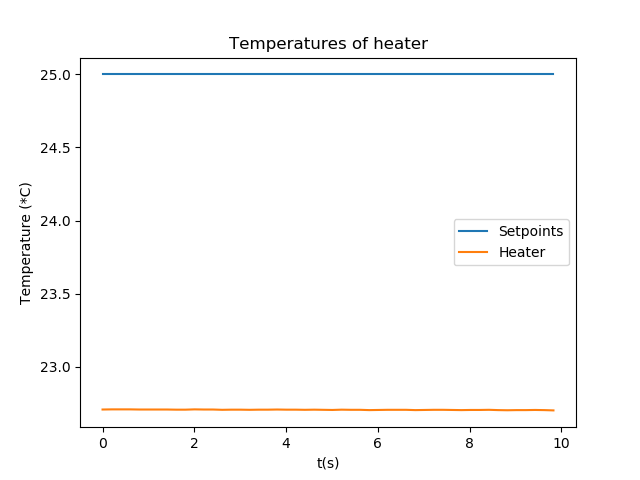 Temperatures of heater
25.0
24.5
24.0
23.5
23.0
Temperature (*C)
Setpoints
Heater
0 2 4 6 8 10
t(s)